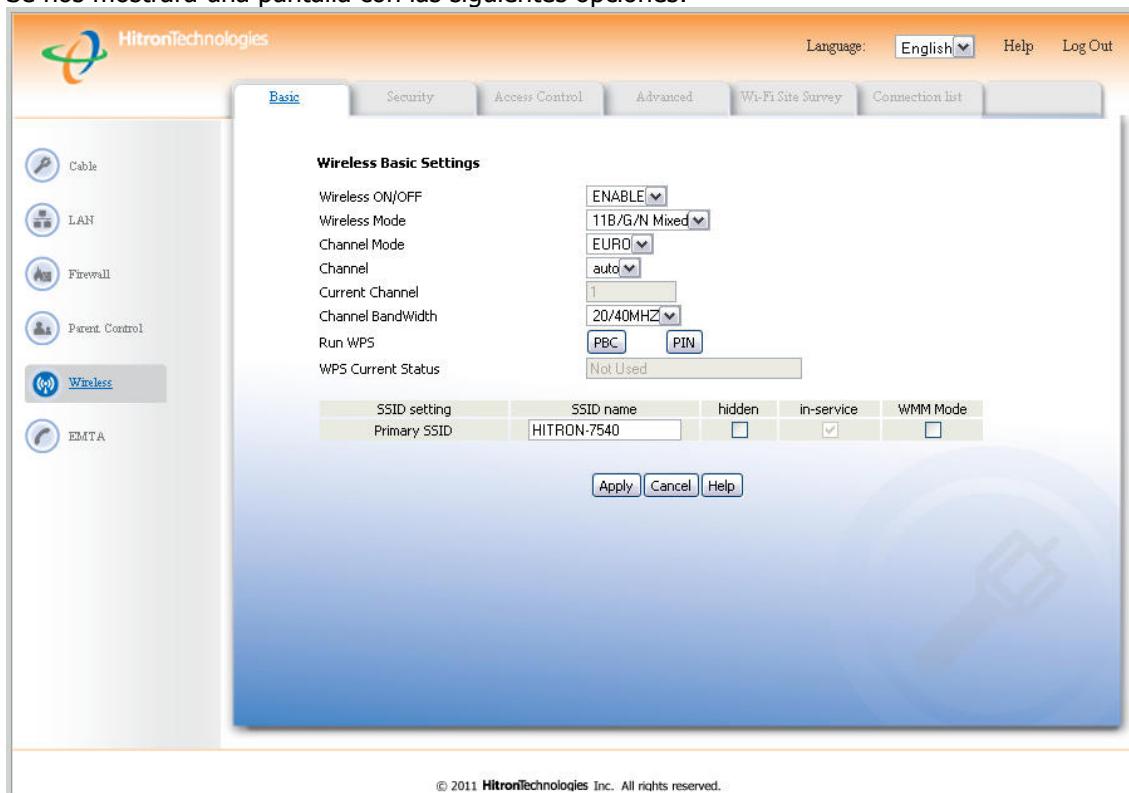 Se nos mostrará una pantalla con las siguientes opciones:
HitronTechnologies
Language: English Help Log Out
Basic Security Access Control Advanced Wi-Fi Site Survey Connection list
Cable
LAN
Firewall
Parent Control
Wireless
EMTA
Wireless Basic Settings
Wireless ON/OFF ENABLE
Wireless Mode 11B/G/N Mixed
Channel Mode EURO
Channel auto
Current Channel 1
Channel BandWidth 20/40MHZ
Run WPS PBC PIN
WPS Current Status Not Used
SSID setting SSID name hidden in-service WMM Mode
Primary SSID HITRON-7540
Apply Cancel Help
© 2011 HitronTechnologies Inc. All rights reserved.